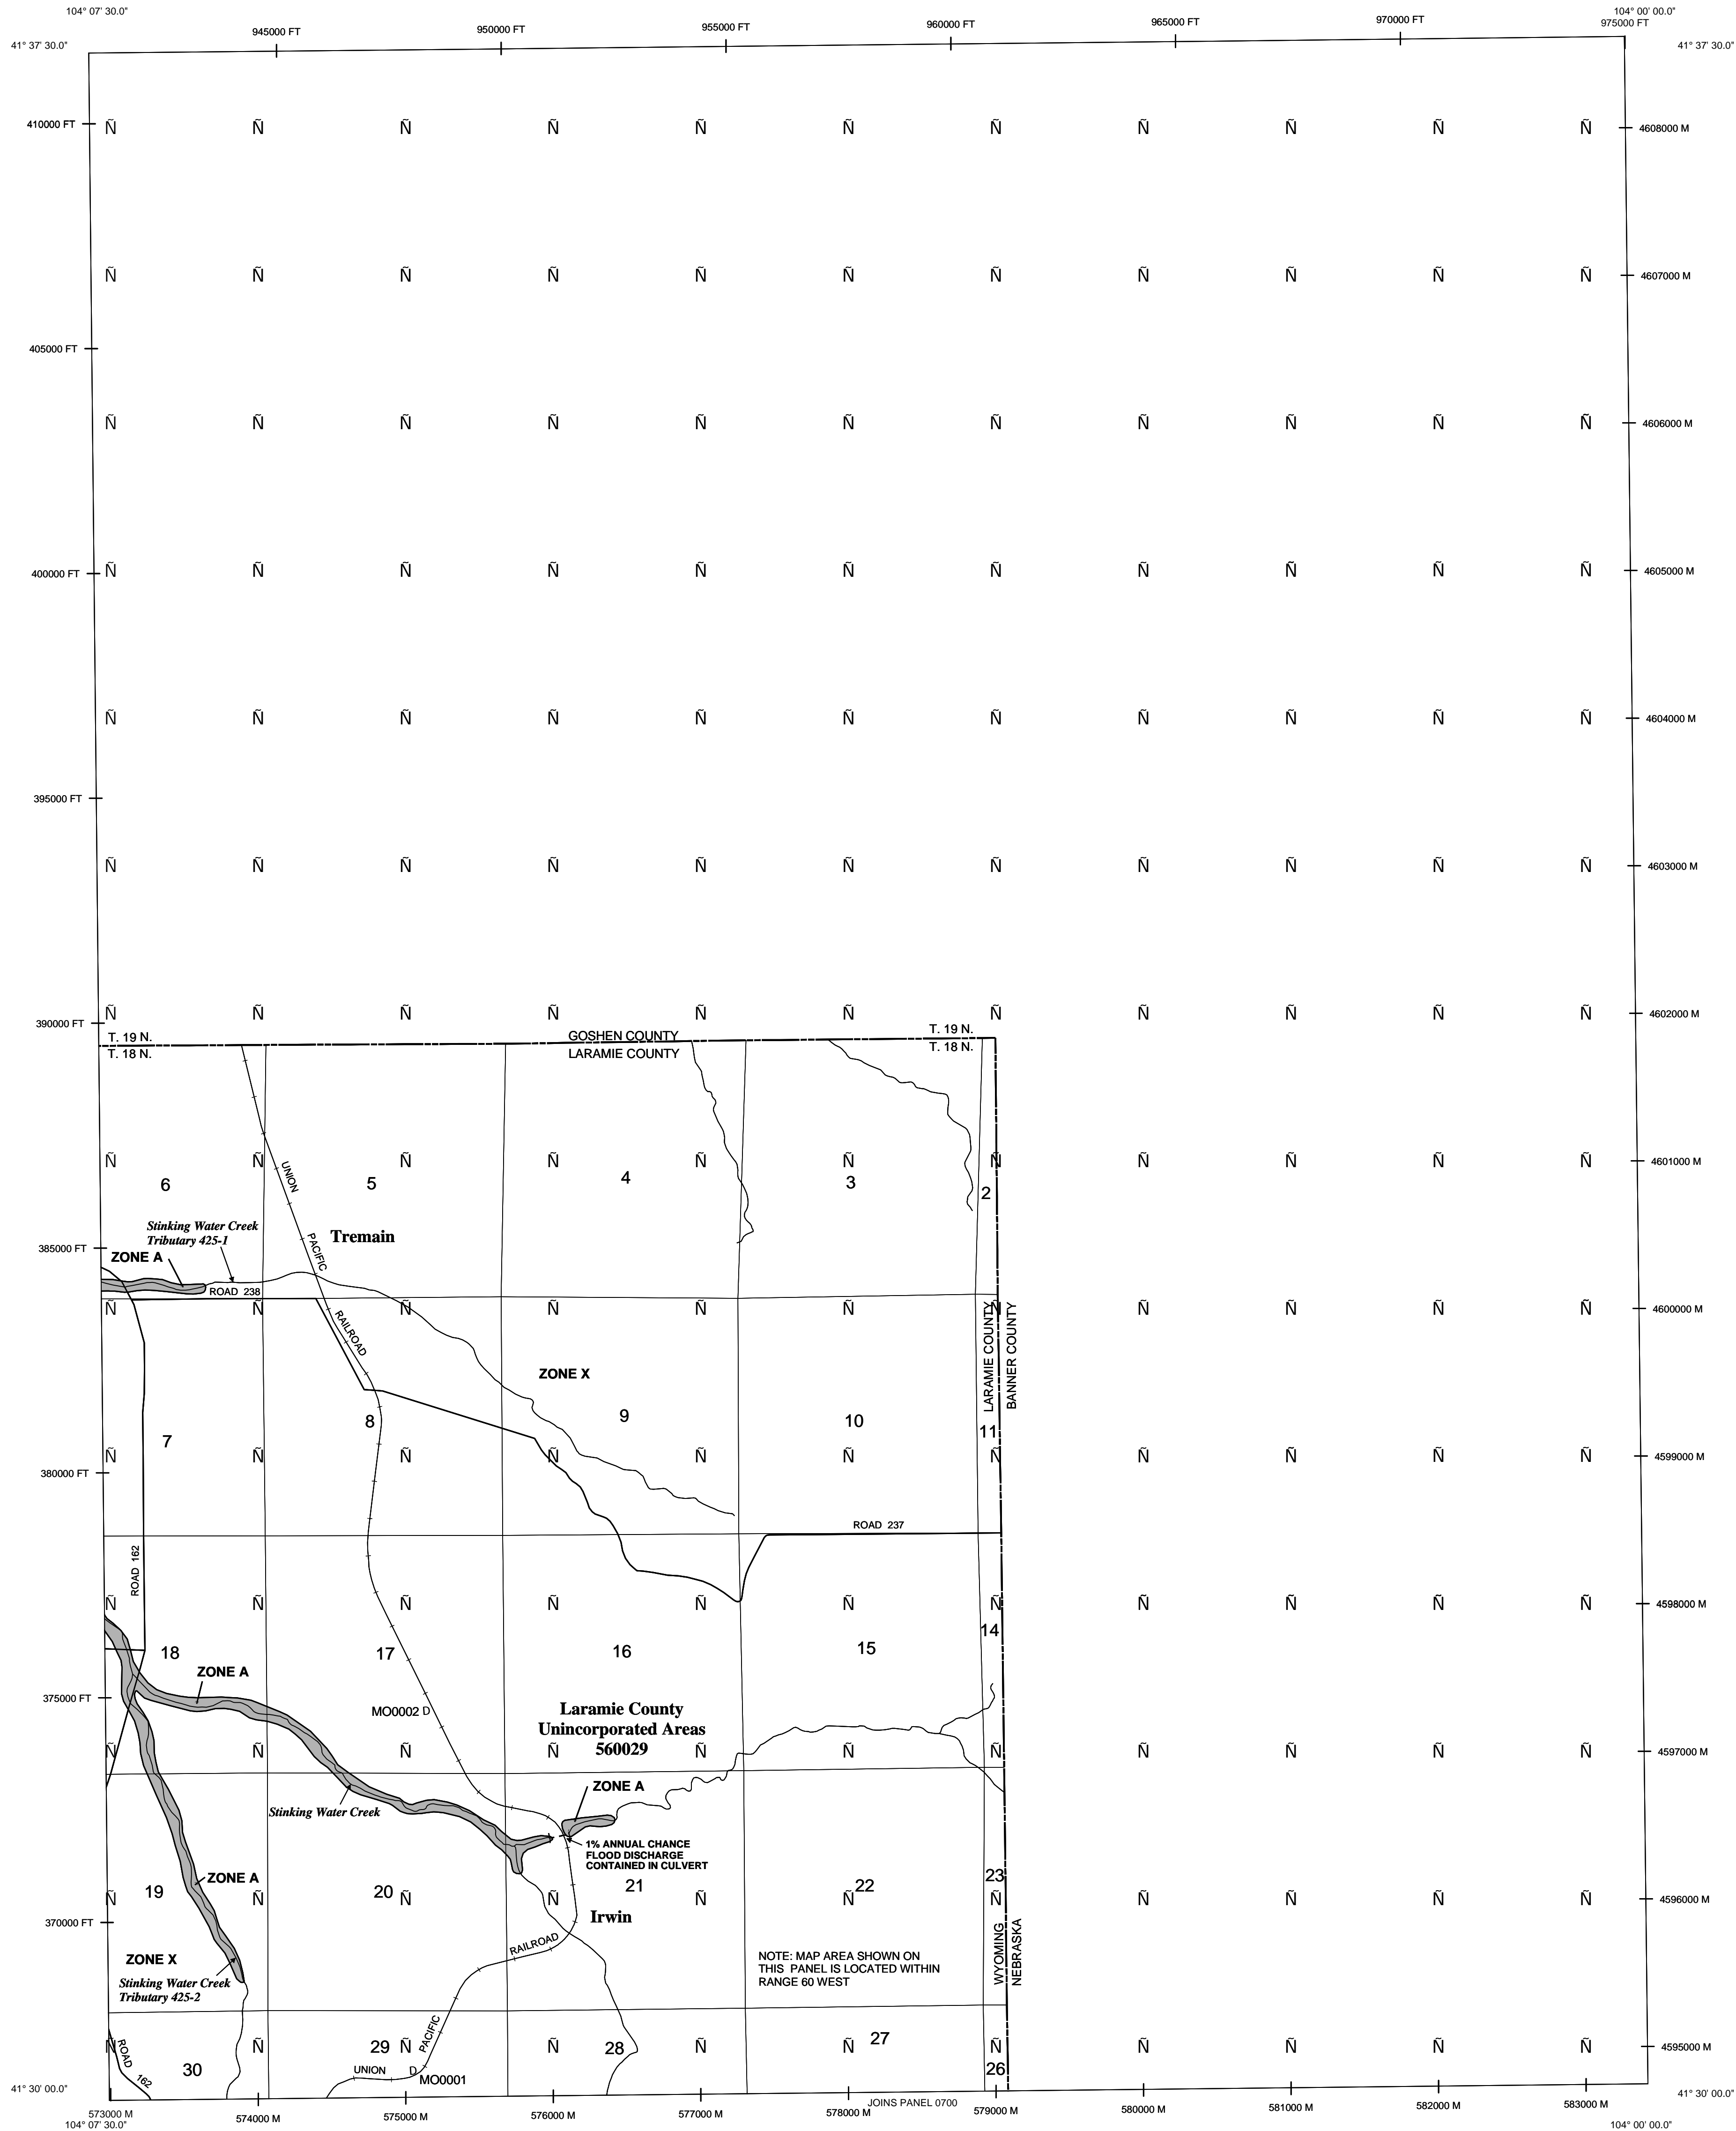 104° 07' 30.0"
104° 00' 00.0"
945000 FT
950000 FT
955000 FT
960000 FT
965000 FT
970000 FT
975000 FT
41° 37' 30.0"
41° 37' 30.0"
410000 FT
Ñ Ñ Ñ Ñ Ñ Ñ Ñ Ñ Ñ Ñ Ñ
4608000 M
Ñ Ñ Ñ Ñ Ñ Ñ Ñ Ñ Ñ Ñ Ñ
4607000 M
405000 FT
Ñ Ñ Ñ Ñ Ñ Ñ Ñ Ñ Ñ Ñ Ñ
4606000 M
400000 FT
Ñ Ñ Ñ Ñ Ñ Ñ Ñ Ñ Ñ Ñ Ñ
4605000 M
Ñ Ñ Ñ Ñ Ñ Ñ Ñ Ñ Ñ Ñ Ñ
4604000 M
395000 FT
Ñ Ñ Ñ Ñ Ñ Ñ Ñ Ñ Ñ Ñ Ñ
4603000 M
Ñ Ñ Ñ Ñ Ñ Ñ Ñ Ñ Ñ Ñ Ñ
4602000 M
390000 FT
T. 19 N.
T. 18 N.
GOSHEN COUNTY
LARAMIE COUNTY
T. 19 N.
T. 18 N.
Ñ Ñ Ñ Ñ Ñ Ñ Ñ Ñ Ñ Ñ Ñ
4601000 M
UNION
6
5
4
3
2
Stinking Water Creek
Tributary 425-1
Tremain
PACIFIC
385000 FT
ZONE A
ROAD 238
Ñ Ñ Ñ Ñ Ñ Ñ Ñ Ñ Ñ Ñ Ñ
4600000 M
RAILROAD
LARAMIE COUNTY
BANNER COUNTY
ZONE X
7
8
9
10
11
Ñ Ñ Ñ Ñ Ñ Ñ Ñ Ñ Ñ Ñ Ñ
4599000 M
380000 FT
ROAD 237
ROAD 162
Ñ Ñ Ñ Ñ Ñ Ñ Ñ Ñ Ñ Ñ Ñ
4598000 M
18
17
16
15
14
ZONE A
375000 FT
MO0002 D
Laramie County
Unincorporated Areas
560029
Ñ Ñ Ñ Ñ Ñ Ñ Ñ Ñ Ñ Ñ Ñ
4597000 M
ZONE A
Stinking Water Creek
1% ANNUAL CHANCE
FLOOD DISCHARGE
CONTAINED IN CULVERT
ZONE A
19
20
21
22
23
Ñ Ñ Ñ Ñ Ñ Ñ Ñ Ñ Ñ Ñ Ñ
4596000 M
370000 FT
Irwin
RAILROAD
WYOMING
NEBRASKA
ZONE X
Stinking Water Creek
Tributary 425-2
NOTE: MAP AREA SHOWN ON
THIS PANEL IS LOCATED WITHIN
RANGE 60 WEST
PACIFIC
Ñ Ñ Ñ Ñ Ñ Ñ Ñ Ñ Ñ Ñ Ñ
4595000 M
30
29
28
27
26
ROAD 162
UNION
D
MO0001
41° 30' 00.0"
41° 30' 00.0"
JOINS PANEL 0700
573000 M
574000 M
575000 M
576000 M
577000 M
578000 M
579000 M
580000 M
581000 M
582000 M
583000 M
104° 07' 30.0"
104° 00' 00.0"